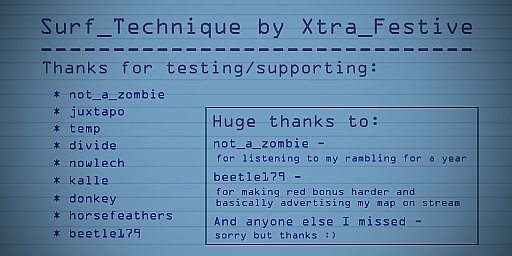 Surf_Technique by Xtra_Festive
------------------------------
Thanks for testing/supporting:
* not_a_zombie
* juxtapo
* temp
* divide
* nowlech
* kalle
* donkey
* horsefeathers
* beetle179
Huge thanks to:
not_a_zombie -
for listening to my rambling for a year
beetle179 -
for making red bonus harder and
basically advertising my map on stream
And anyone else I missed -
sorry but thanks :)